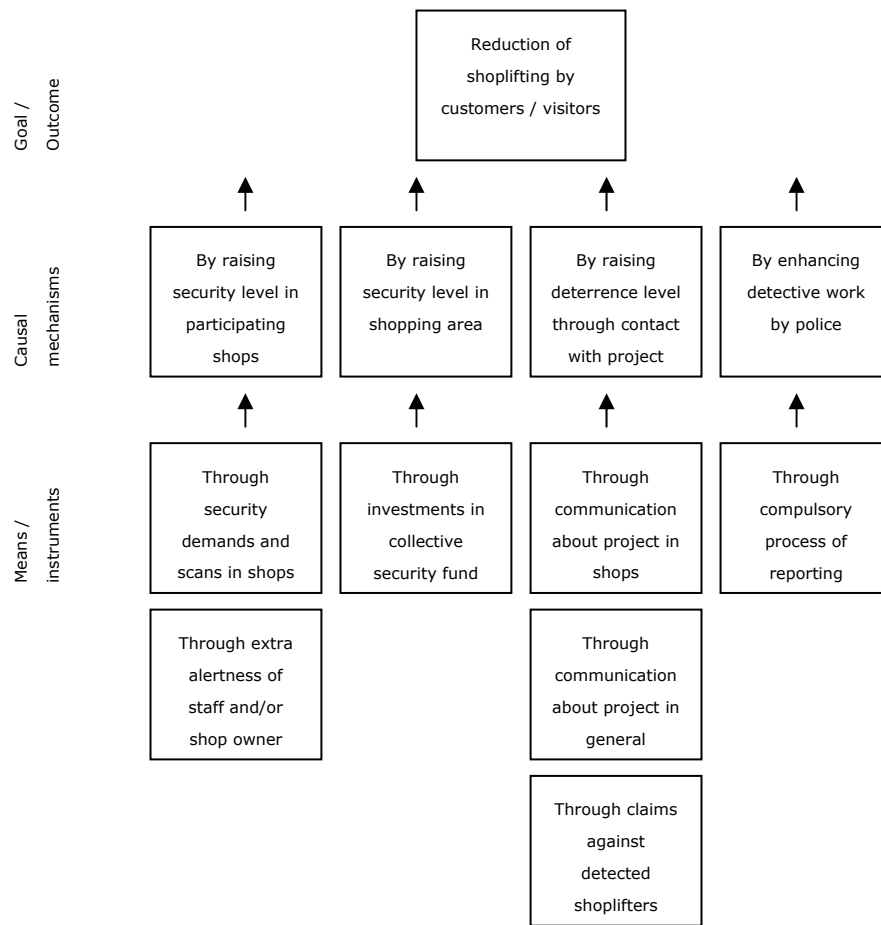 Goal /
Outcome
Reduction of
shoplifting by
customers / visitors
Causal
mechanisms
By raising
security level in
participating
shops
By raising
security level in
shopping area
By raising
deterrence level
through contact
with project
By enhancing
detective work
by police
Means /
instruments
Through
security
demands and
scans in shops
Through
investments in
collective
security fund
Through
communication
about project in
shops
Through
compulsory
process of
reporting
Through extra
alertness of
staff and/or
shop owner
Through
communication
about project in
general
Through claims
against
detected
shoplifters